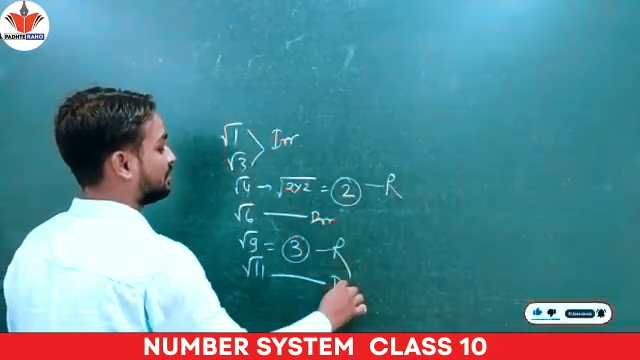 PADHTE RAHO
√1
Irr
√3
√4 → √2x2 = 2 — R
√6 — Irr
√9 = 3 — R
√11 —
NUMBER SYSTEM CLASS 10